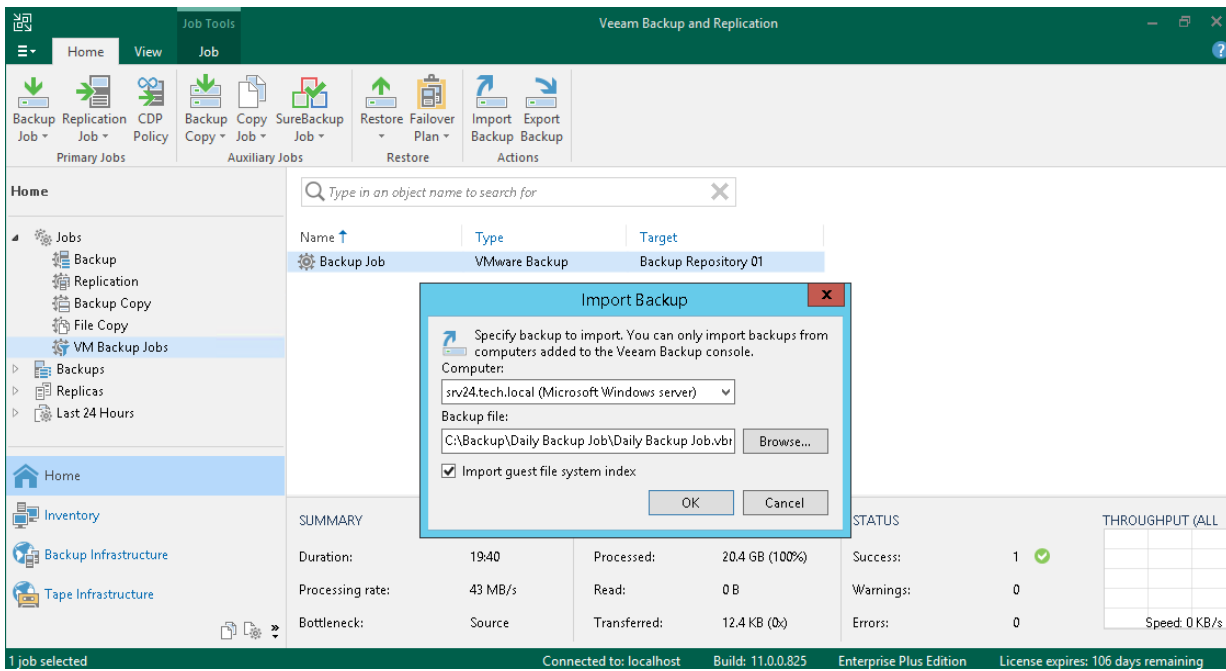 Job Tools
Veeam Backup and Replication
Home View Job
Backup Job
Replication Job
CDP Policy
Primary Jobs
Backup Copy
Copy Job
SureBackup Job
Auxiliary Jobs
Restore
Failover Plan
Restore
Import Backup
Export Backup
Actions
Home
Type in an object name to search for
Jobs
Backup
Replication
Backup Copy
File Copy
VM Backup Jobs
Backups
Replicas
Last 24 Hours
Name Type Target
Backup Job VMware Backup Backup Repository 01
Import Backup
x
Specify backup to import. You can only import backups from
computers added to the Veeam Backup console.
Computer:
srv24.tech.local (Microsoft Windows server)
Backup file:
C:\Backup\Daily Backup Job\Daily Backup Job.vbr
Browse...
Import guest file system index
OK Cancel
Home
Inventory
Backup Infrastructure
Tape Infrastructure
SUMMARY STATUS THROUGHPUT (ALL
Duration: 19:40 Processed: 20.4 GB (100%) Success: 1
Processing rate: 43 MB/s Read: 0 B Warnings: 0
Bottleneck: Source Transferred: 12.4 KB (0x) Errors: 0
Speed: 0 KB/s
1 job selected Connected to: localhost Build: 11.0.0.825 Enterprise Plus Edition License expires: 106 days remaining